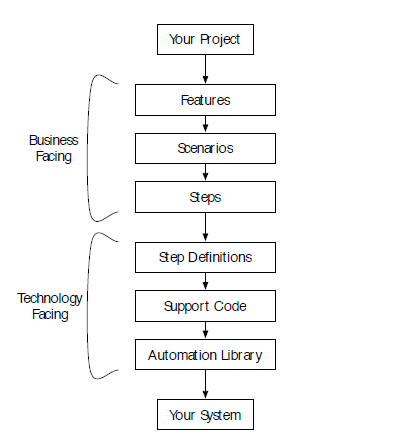 Your Project
Features
Business
Facing
Scenarios
Steps
Step Definitions
Technology
Facing
Support Code
Automation Library
Your System